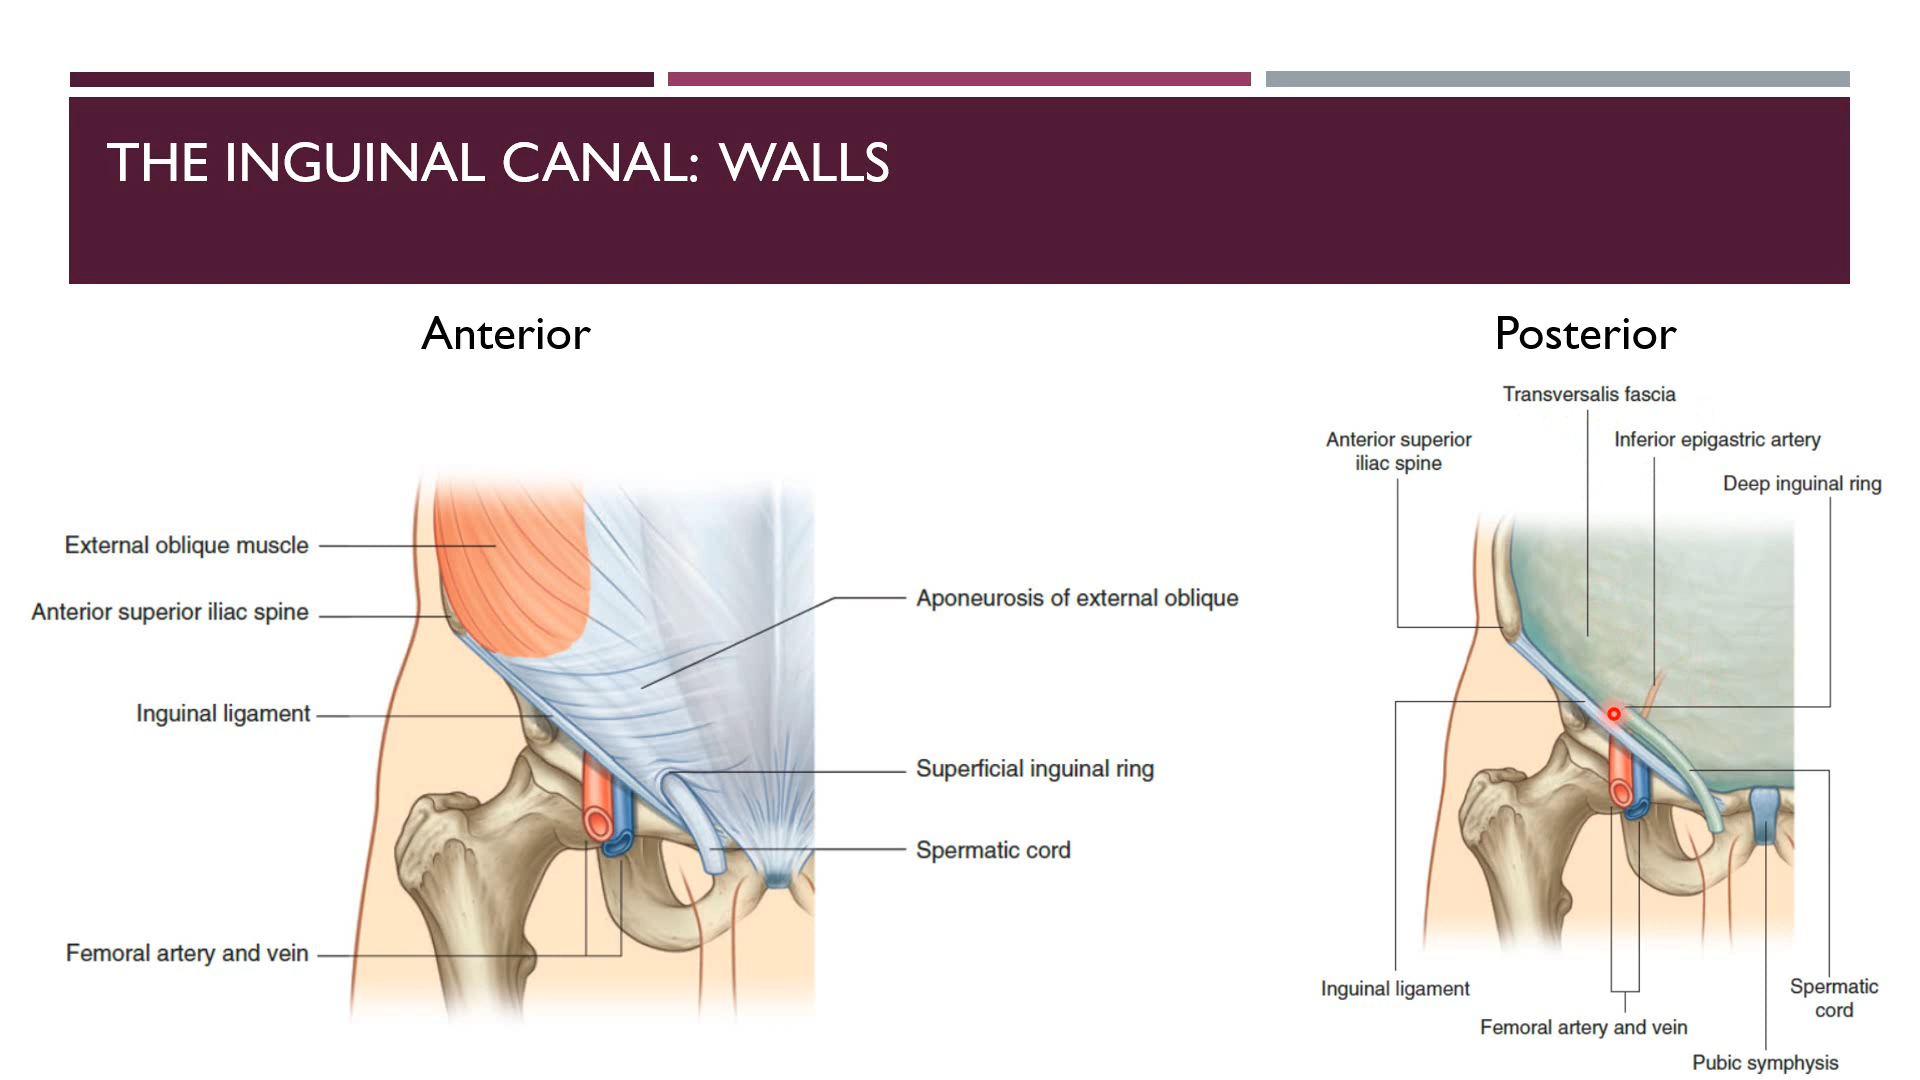 THE INGUINAL CANAL: WALLS
Anterior
External oblique muscle
Anterior superior iliac spine
Inguinal ligament
Femoral artery and vein
Aponeurosis of external oblique
Superficial inguinal ring
Spermatic cord
Posterior
Transversalis fascia
Anterior superior
iliac spine
Inferior epigastric artery
Deep inguinal ring
Inguinal ligament
Femoral artery and vein
Spermatic
cord
Pubic symphysis